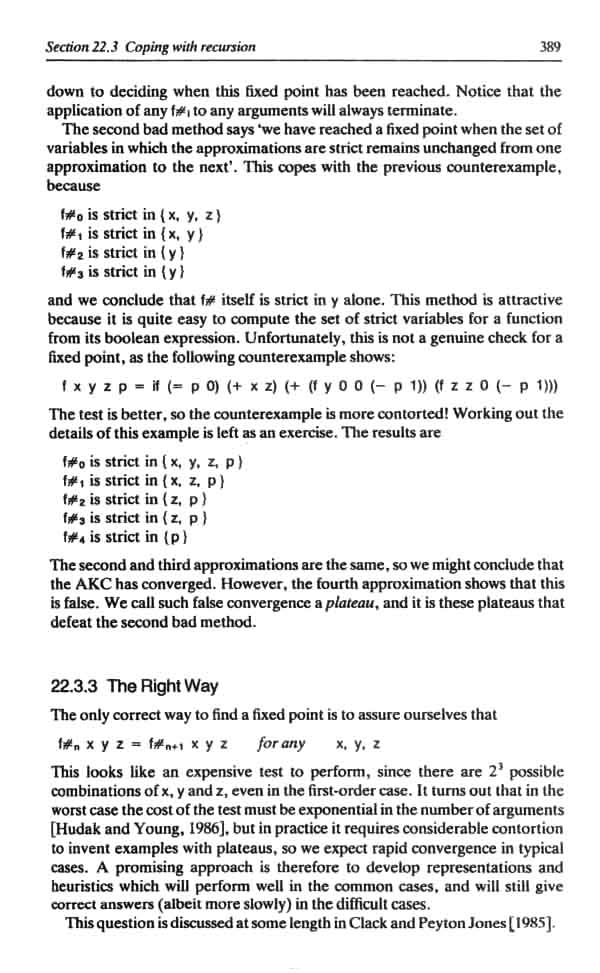 Section 22.3 Coping with recursion 389
down to deciding when this fixed point has been reached. Notice that the
application of any f#ı to any arguments will always terminate.
The second bad method says 'we have reached a fixed point when the set of
variables in which the approximations are strict remains unchanged from one
approximation to the next'. This copes with the previous counterexample,
because
f#₀ is strict in { x, y, z }
f#₁ is strict in { x, y }
f#₂ is strict in { y }
f#₃ is strict in { y }
and we conclude that f# itself is strict in y alone. This method is attractive
because it is quite easy to compute the set of strict variables for a function
from its boolean expression. Unfortunately, this is not a genuine check for a
fixed point, as the following counterexample shows:
f x y z p = if (= p 0) (+ x z) (+ (f y 0 0 (− p 1)) (f z z 0 (− p 1)))
The test is better, so the counterexample is more contorted! Working out the
details of this example is left as an exercise. The results are
f#₀ is strict in { x, y, z, p }
f#₁ is strict in { x, z, p }
f#₂ is strict in { z, p }
f#₃ is strict in { z, p }
f#₄ is strict in {p }
The second and third approximations are the same, so we might conclude that
the AKC has converged. However, the fourth approximation shows that this
is false. We call such false convergence a plateau, and it is these plateaus that
defeat the second bad method.
22.3.3 The Right Way
The only correct way to find a fixed point is to assure ourselves that
f#ₙ x y z = f#ₙ₊₁ x y z for any x, y, z
This looks like an expensive test to perform, since there are 2³ possible
combinations of x, y and z, even in the first-order case. It turns out that in the
worst case the cost of the test must be exponential in the number of arguments
[Hudak and Young, 1986], but in practice it requires considerable contortion
to invent examples with plateaus, so we expect rapid convergence in typical
cases. A promising approach is therefore to develop representations and
heuristics which will perform well in the common cases, and will still give
correct answers (albeit more slowly) in the difficult cases.
This question is discussed at some length in Clack and Peyton Jones [1985].